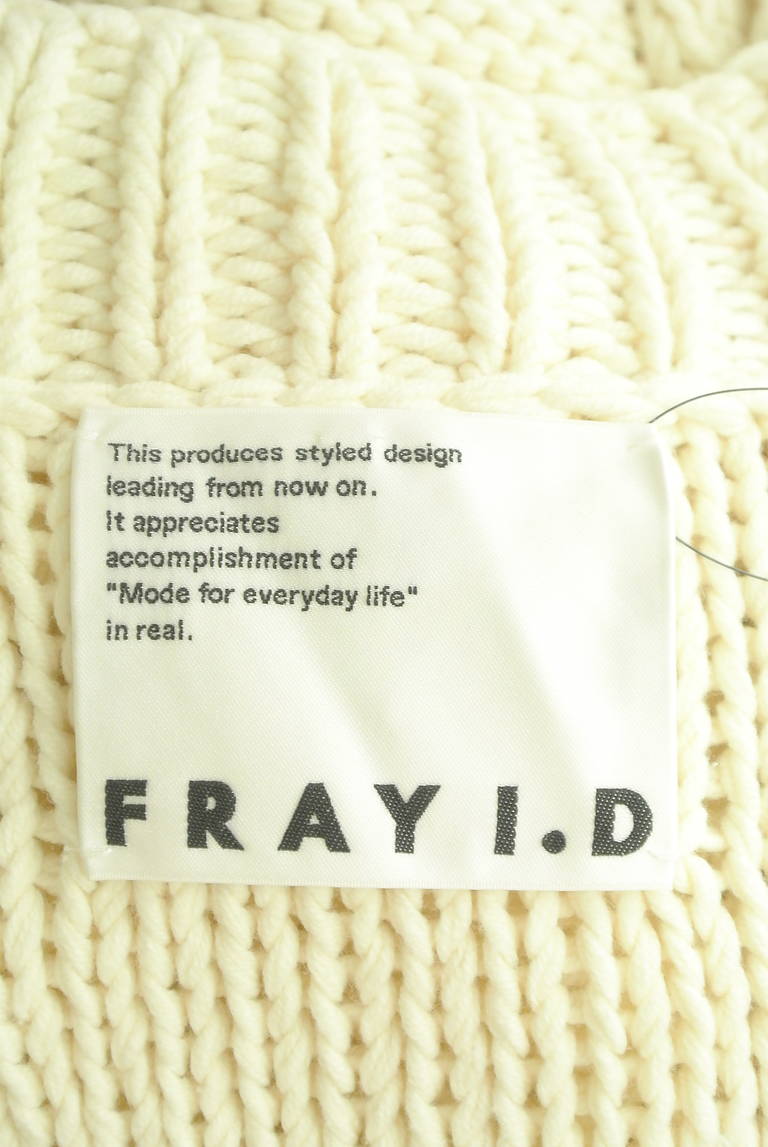 This produces styled design
leading from now on.
It appreciates
accomplishment of
"Mode for everyday life"
in real.
FRAY I.D